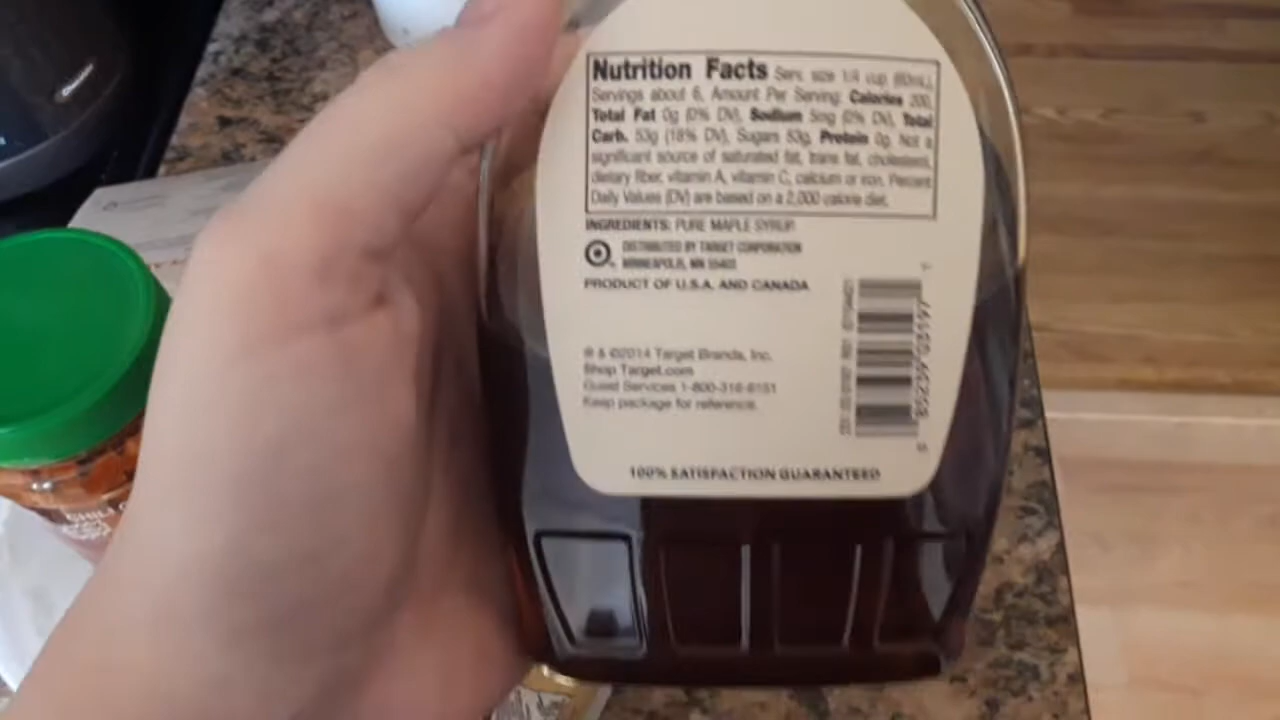 Nutrition Facts Serv. size 1/4 cup (60mL),
Servings about 6, Amount Per Serving: Calories 200,
Total Fat 0g (0% DV), Sodium 5mg (0% DV), Total
Carb. 53g (18% DV), Sugars 53g, Protein 0g. Not a
significant source of saturated fat, trans fat, cholesterol,
dietary fiber, vitamin A, vitamin C, calcium or iron. Percent
Daily Values (DV) are based on a 2,000 calorie diet.
INGREDIENTS: PURE MAPLE SYRUP.
DISTRIBUTED BY TARGET CORPORATION
MINNEAPOLIS, MN 55403
PRODUCT OF U.S.A. AND CANADA
® & ©2014 Target Brands, Inc.
Shop Target.com
Guest Services 1-800-316-6151
Keep package for reference.
100% SATISFACTION GUARANTEED
CHILI